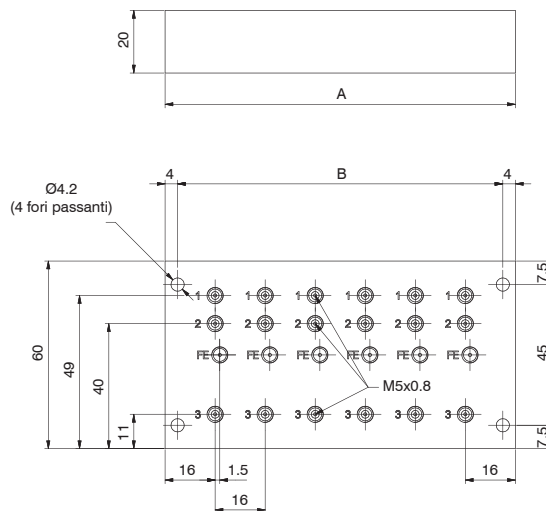 20
A
4
B
4
Ø4.2
(4 fori passanti)
7.5
1 1 1 1 1 1
2 2 2 2 2 2
FE FE FE FE FE FE
60
49
40
45
M5x0.8
3 3 3 3 3 3
11
7.5
16
1.5
16
16